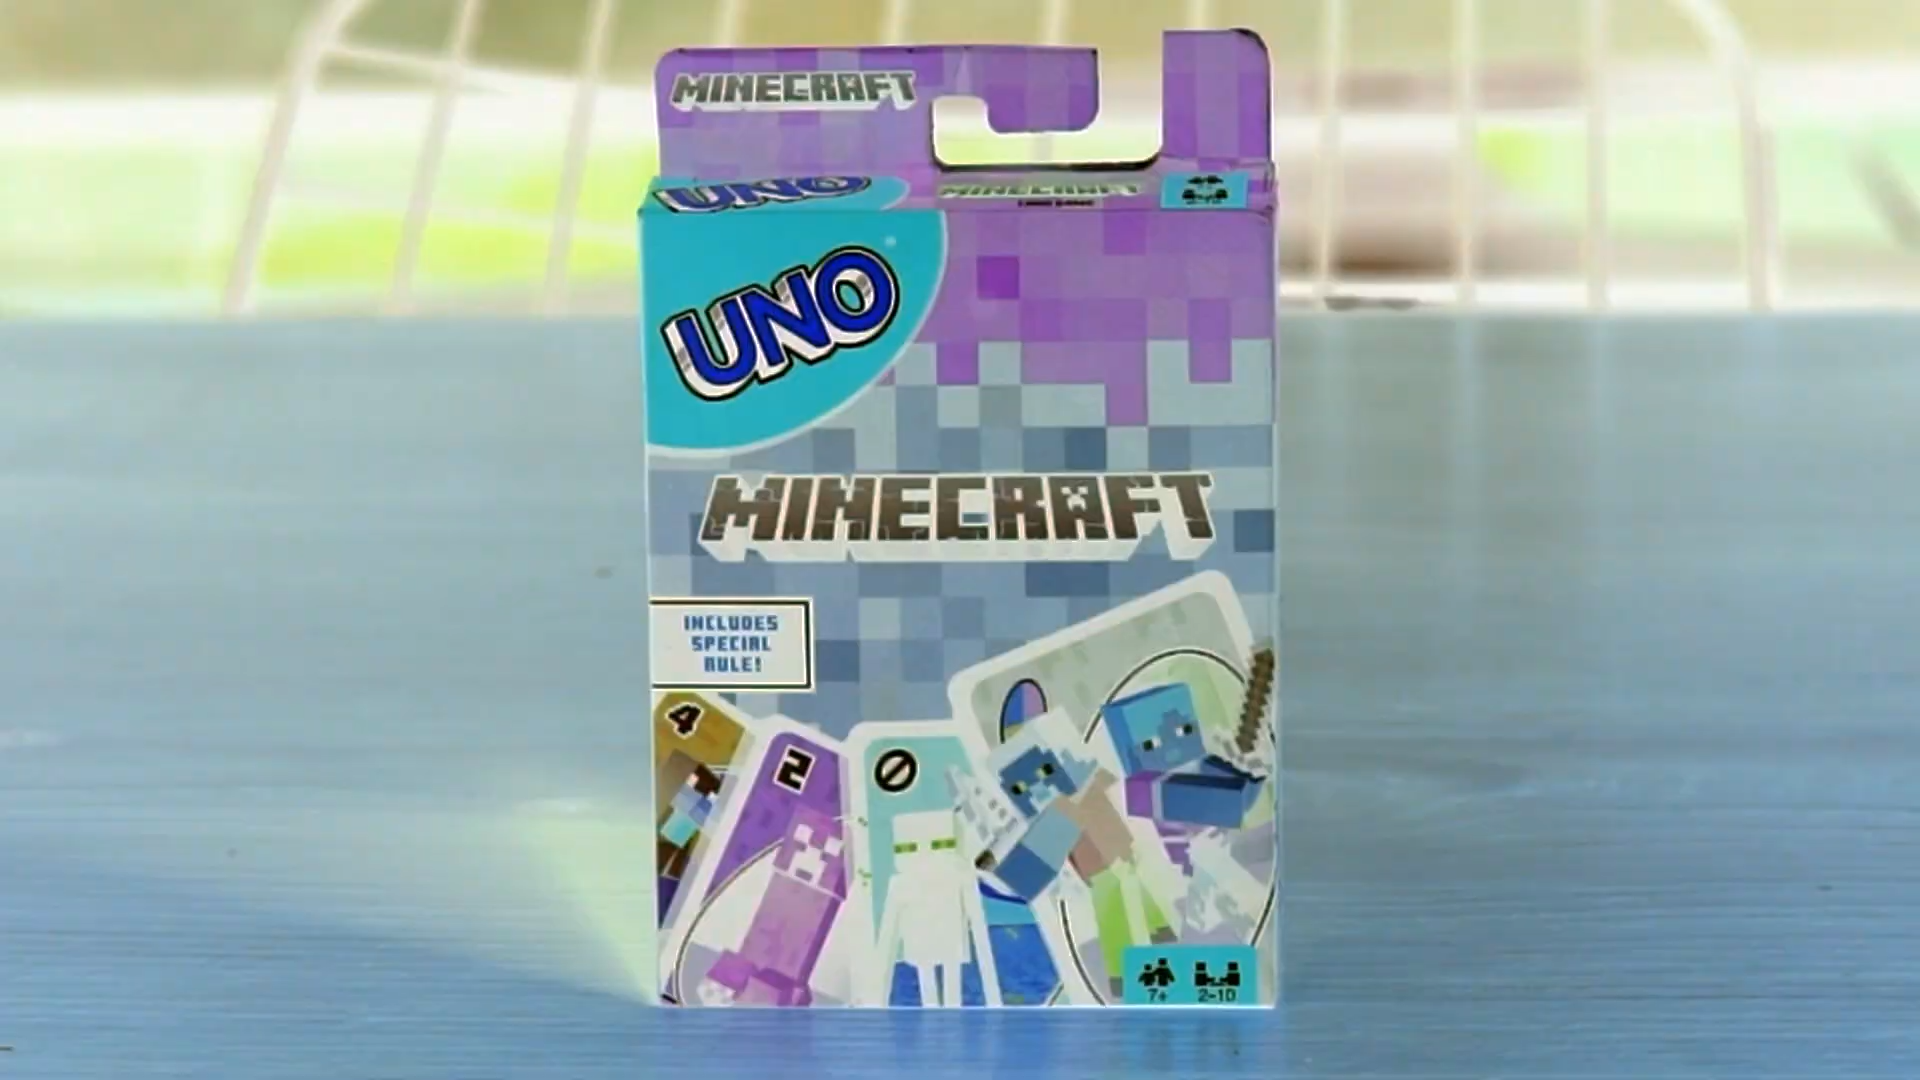 MINECRAFT
UNO
MINECRAFT
UNO
MINECRAFT
INCLUDES
SPECIAL
RULE!
4
2
7+
2-10